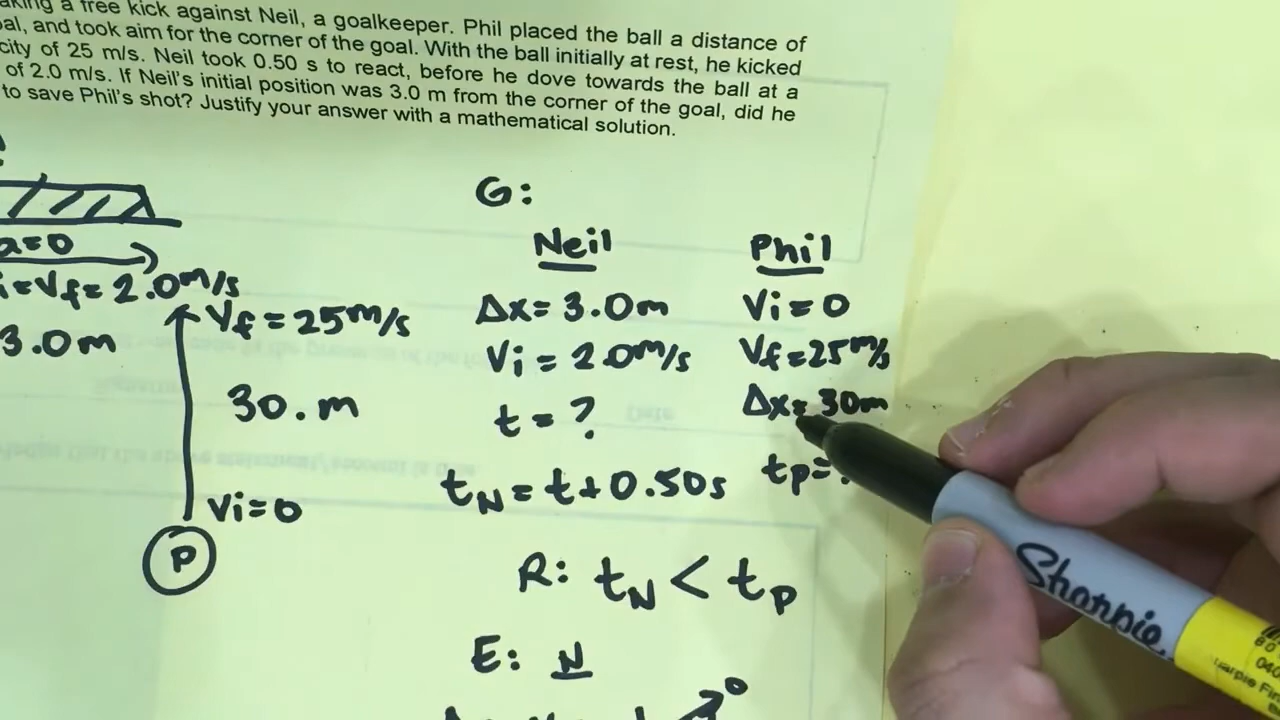 a free kick against Neil, a goalkeeper. Phil placed the ball a distance of
and took aim for the corner of the goal. With the ball initially at rest, he kicked
of 25 m/s. Neil took 0.50 s to react, before he dove towards the ball at a
of 2.0 m/s. If Neil's initial position was 3.0 m from the corner of the goal, did he
to save Phil's shot? Justify your answer with a mathematical solution.
a=0
i=Vf= 2.0m/s
3.0m
Vf=25m/s
30.m
Vi=0
P
G:
Neil
Δx=3.0m
Vi=2.0m/s
t=?
tN=t+0.50s
Phil
Vi=0
Vf=25m/s
Δx=30m
tP=?
R: tN < tP
E: N
0
Sharpie